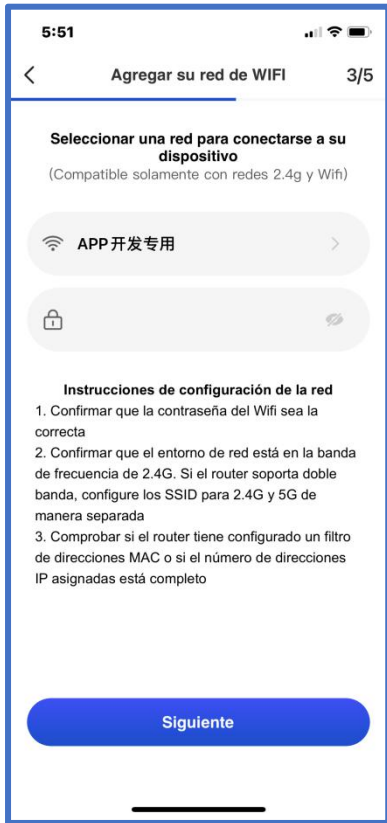 5:51
Agregar su red de WIFI 3/5
Seleccionar una red para conectarse a su
dispositivo
(Compatible solamente con redes 2.4g y Wifi)
APP开发专用
Instrucciones de configuración de la red
1. Confirmar que la contraseña del Wifi sea la
correcta
2. Confirmar que el entorno de red está en la banda
de frecuencia de 2.4G. Si el router soporta doble
banda, configure los SSID para 2.4G y 5G de
manera separada
3. Comprobar si el router tiene configurado un filtro
de direcciones MAC o si el número de direcciones
IP asignadas está completo
Siguiente